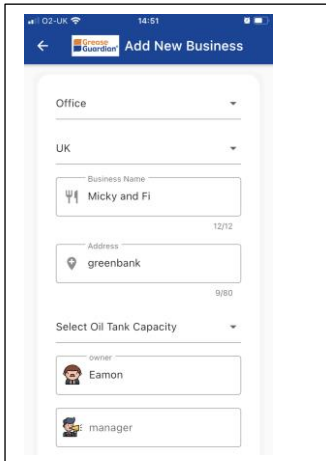 O2-UK 14:51
Grease Guardian Add New Business
Office
UK
Business Name
Micky and Fi
12/12
Address
greenbank
9/60
Select Oil Tank Capacity
owner
Eamon
manager